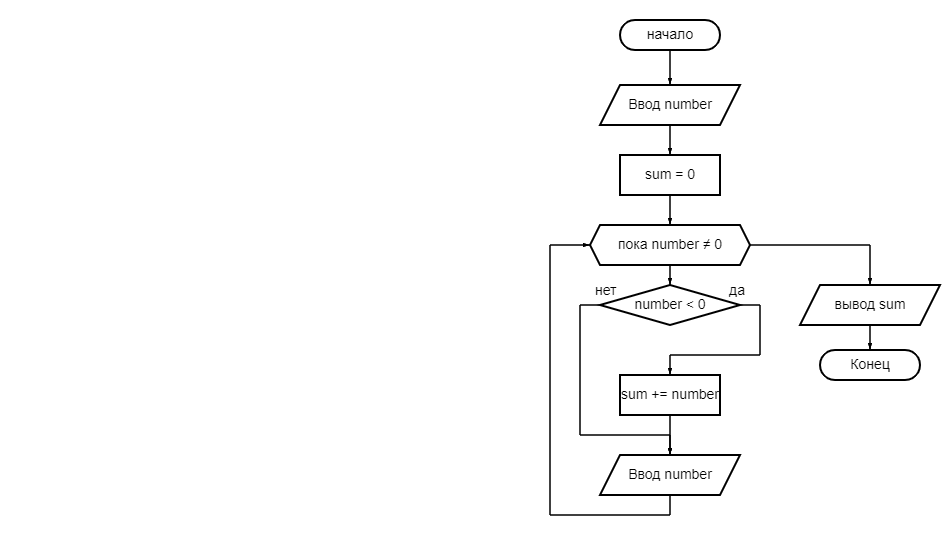 начало
Ввод number
sum = 0
пока number ≠ 0
нет
да
number < 0
вывод sum
Конец
sum += number
Ввод number